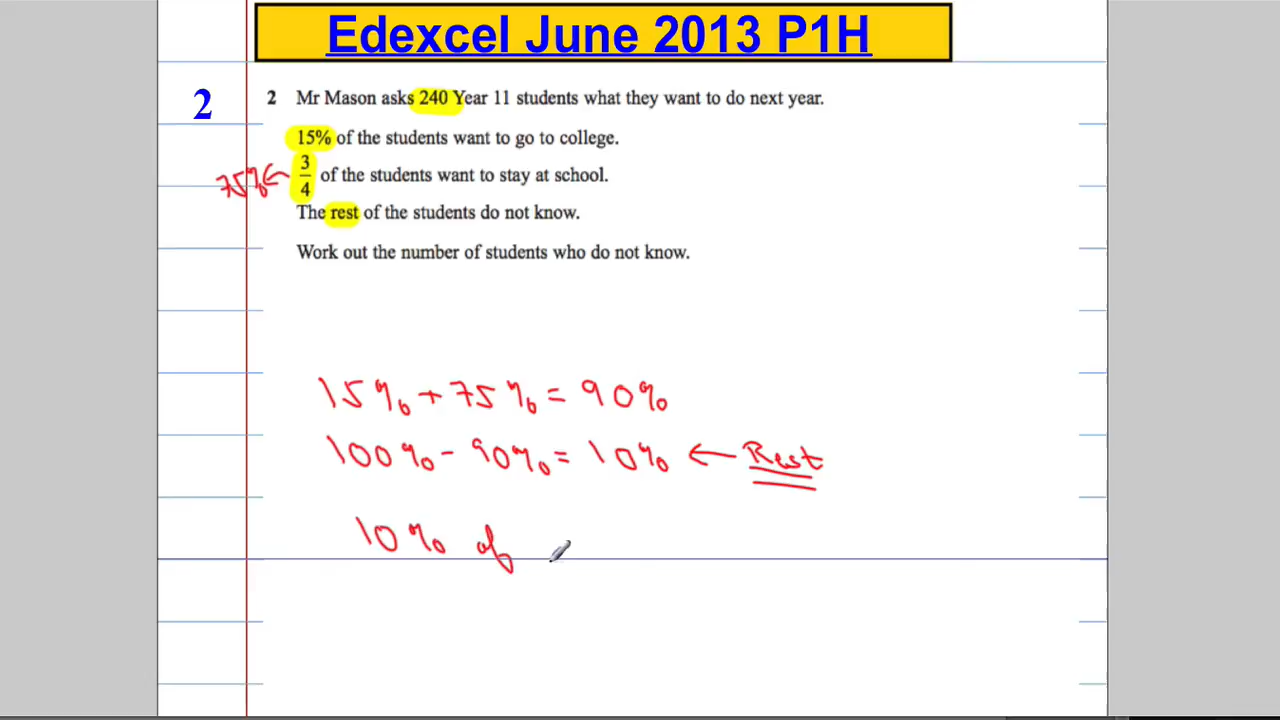 Edexcel June 2013 P1H
2
2 Mr Mason asks 240 Year 11 students what they want to do next year.
15% of the students want to go to college.
75% ← 3/4 of the students want to stay at school.
The rest of the students do not know.
Work out the number of students who do not know.
15% + 75% = 90%
100% - 90% = 10% ← Rest
10% of